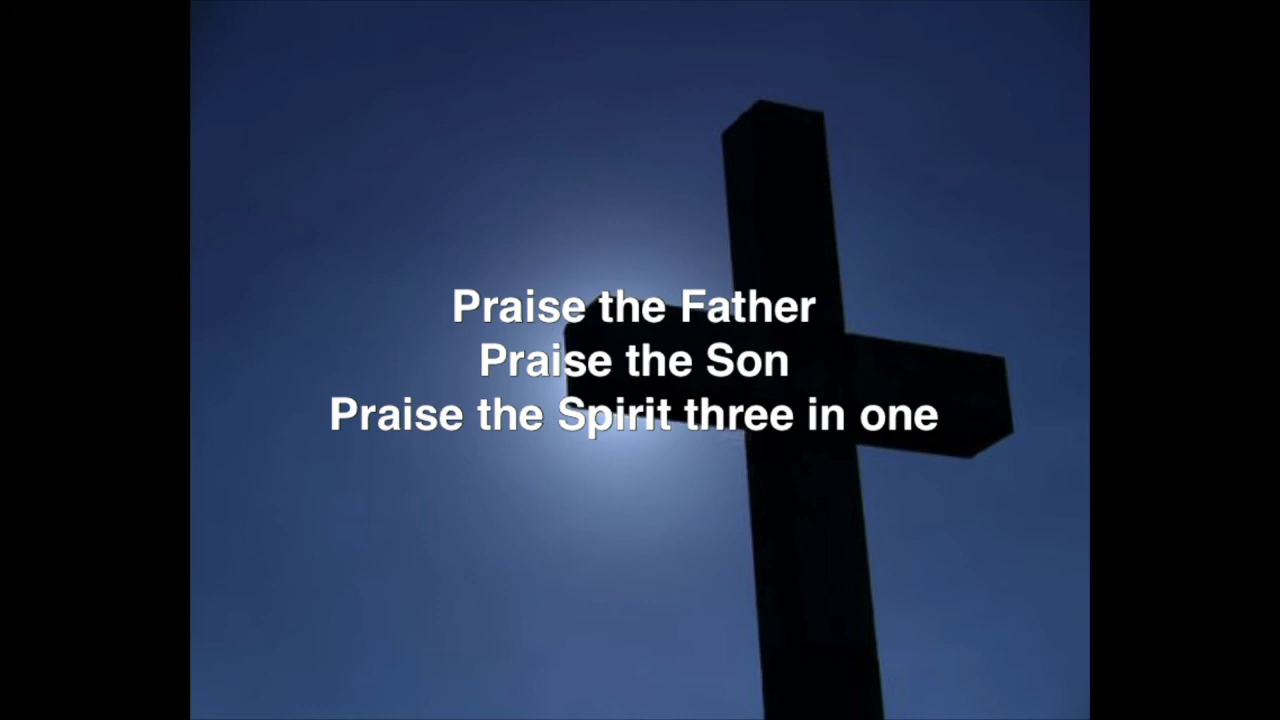 Praise the Father
Praise the Son
Praise the Spirit three in one